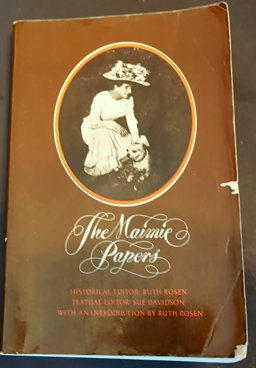 The Maimie
Papers
HISTORICAL EDITOR: RUTH ROSEN
TEXTUAL EDITOR: SUE DAVIDSON
WITH AN INTRODUCTION BY RUTH ROSEN